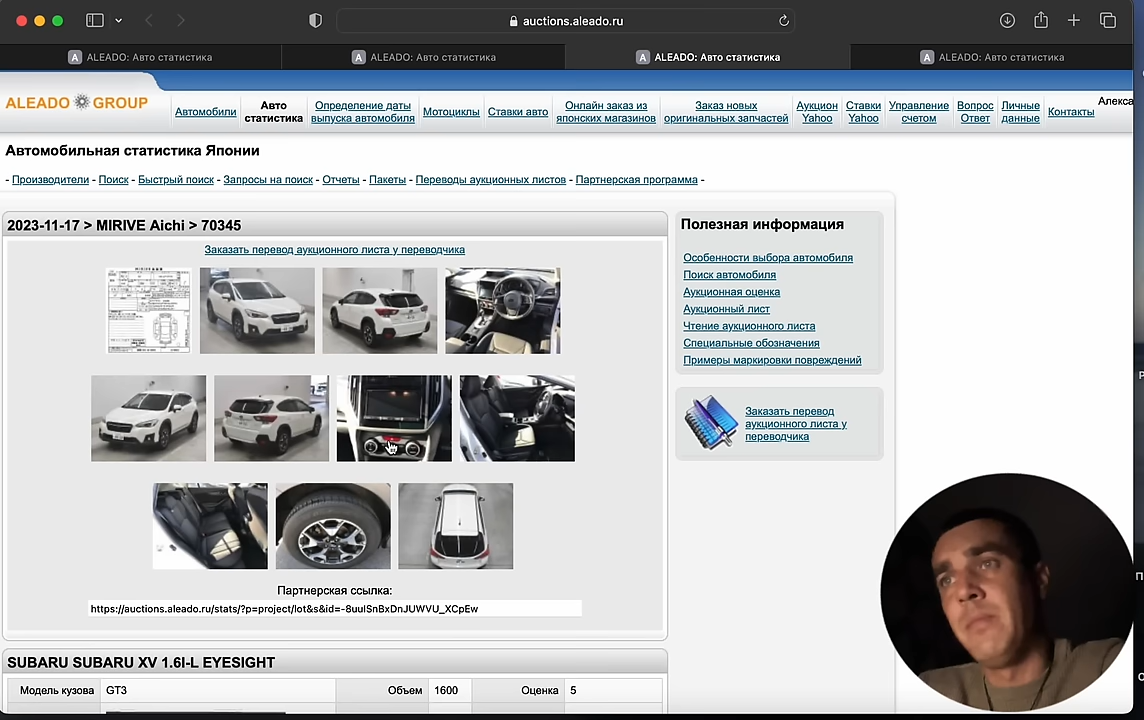 auctions.aleado.ru
A ALEADO: Авто статистика
A ALEADO: Авто статистика
A ALEADO: Авто статистика
A ALEADO: Авто статистика
ALEADO GROUP
Автомобили
Авто
статистика
Определение даты
выпуска автомобиля
Мотоциклы
Ставки авто
Онлайн заказ из
японских магазинов
Заказ новых
оригинальных запчастей
Аукцион
Yahoo
Ставки
Yahoo
Управление
счетом
Вопрос
Ответ
Личные
данные
Контакты
Алекса
Автомобильная статистика Японии
- Производители - Поиск - Быстрый поиск - Запросы на поиск - Отчеты - Пакеты - Переводы аукционных листов - Партнерская программа -
2023-11-17 > MIRIVE Aichi > 70345
Заказать перевод аукционного листа у переводчика
MIRIVE
Партнерская ссылка:
https://auctions.aleado.ru/stats/?p=project/lot&s&id=-8uulSnBxDnJUWVU_XCpEw
SUBARU SUBARU XV 1.6I-L EYESIGHT
Модель кузова GT3 Объем 1600 Оценка 5
Полезная информация
Особенности выбора автомобиля
Поиск автомобиля
Аукционная оценка
Аукционный лист
Чтение аукционного листа
Специальные обозначения
Примеры маркировки повреждений
Заказать перевод
аукционного листа у
переводчика